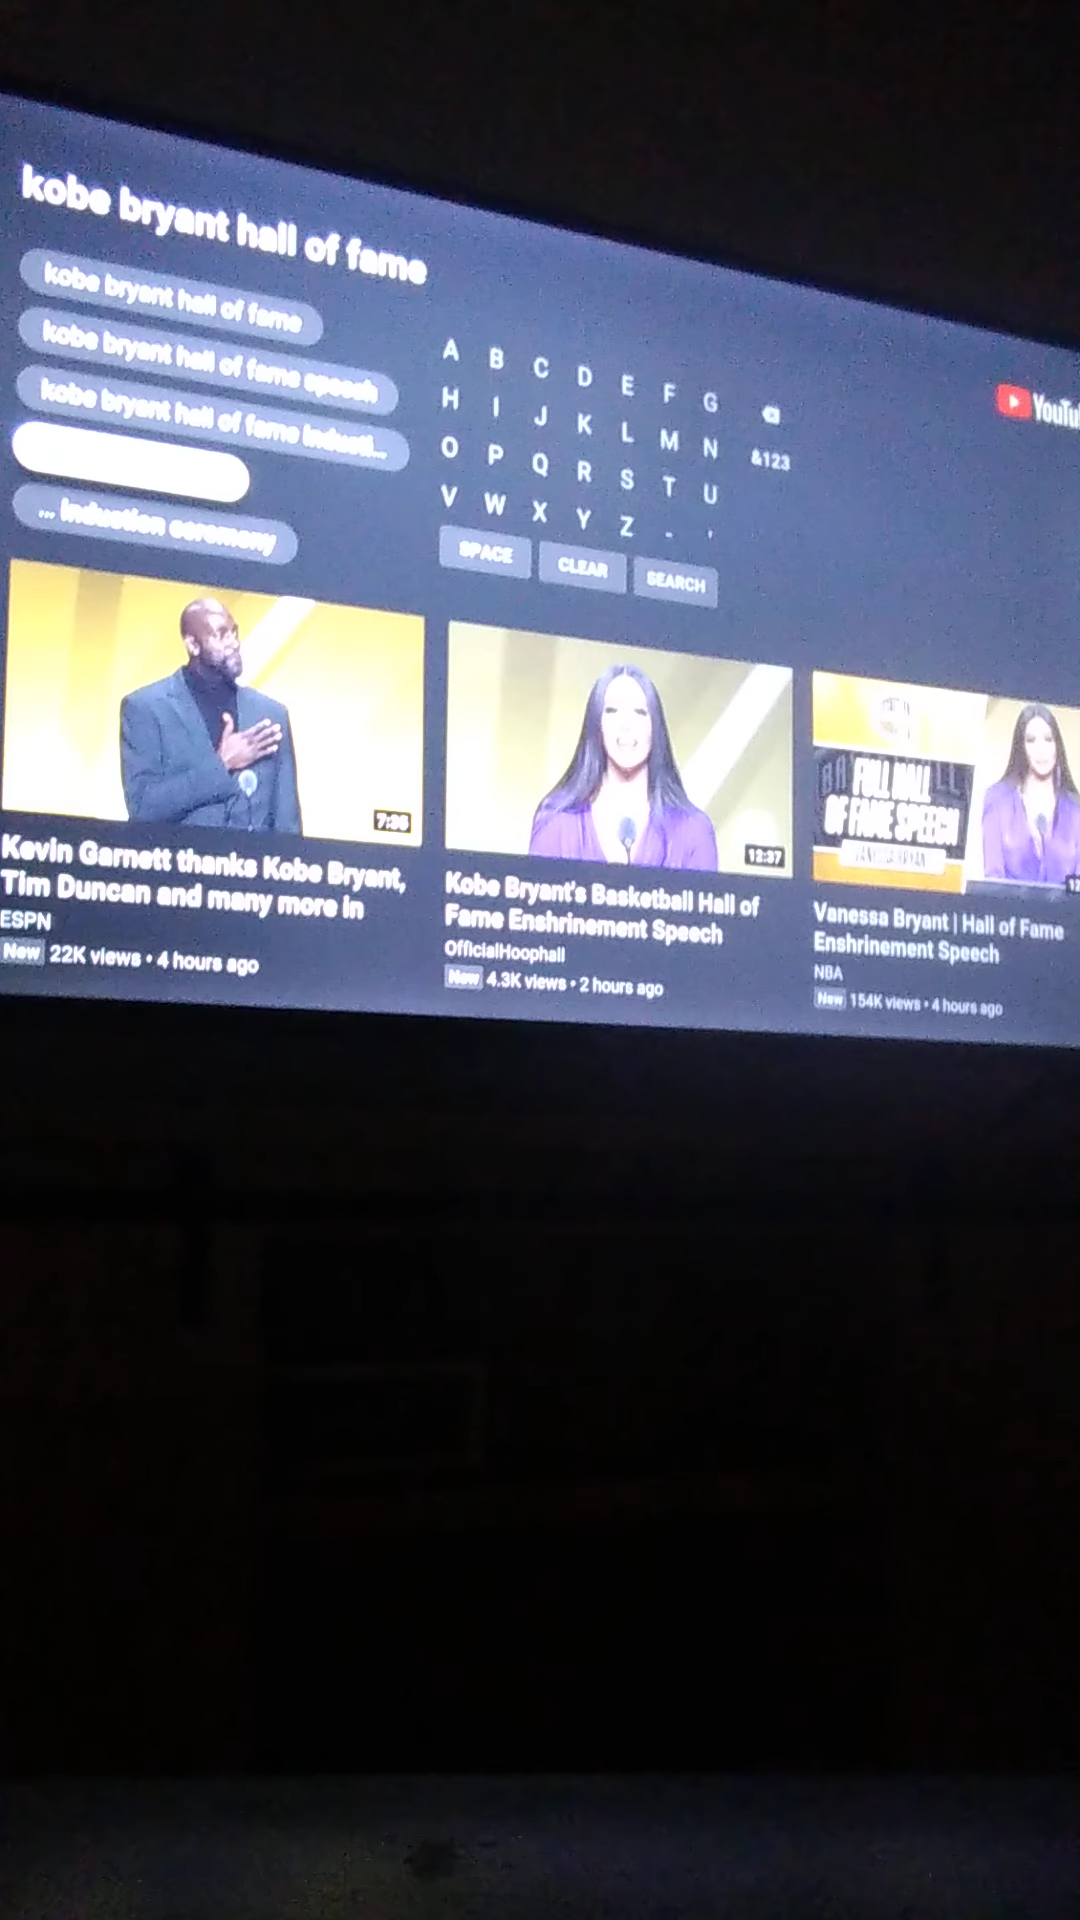 kobe bryant hall of fame
kobe bryant hall of fame
kobe bryant hall of fame speech
kobe bryant hall of fame inducti...
... induction ceremony
A B C D E F G
H I J K L M N &123
O P Q R S T U
V W X Y Z - '
SPACE CLEAR SEARCH
YouTu
7:35
Kevin Garnett thanks Kobe Bryant,
Tim Duncan and many more in
ESPN
New 22K views • 4 hours ago
12:37
Kobe Bryant's Basketball Hall of
Fame Enshrinement Speech
OfficialHoophall
New 4.3K views • 2 hours ago
FULL HALL
OF FAME SPEECH
VANESSA BRYANT
12
Vanessa Bryant | Hall of Fame
Enshrinement Speech
NBA
New 154K views • 4 hours ago